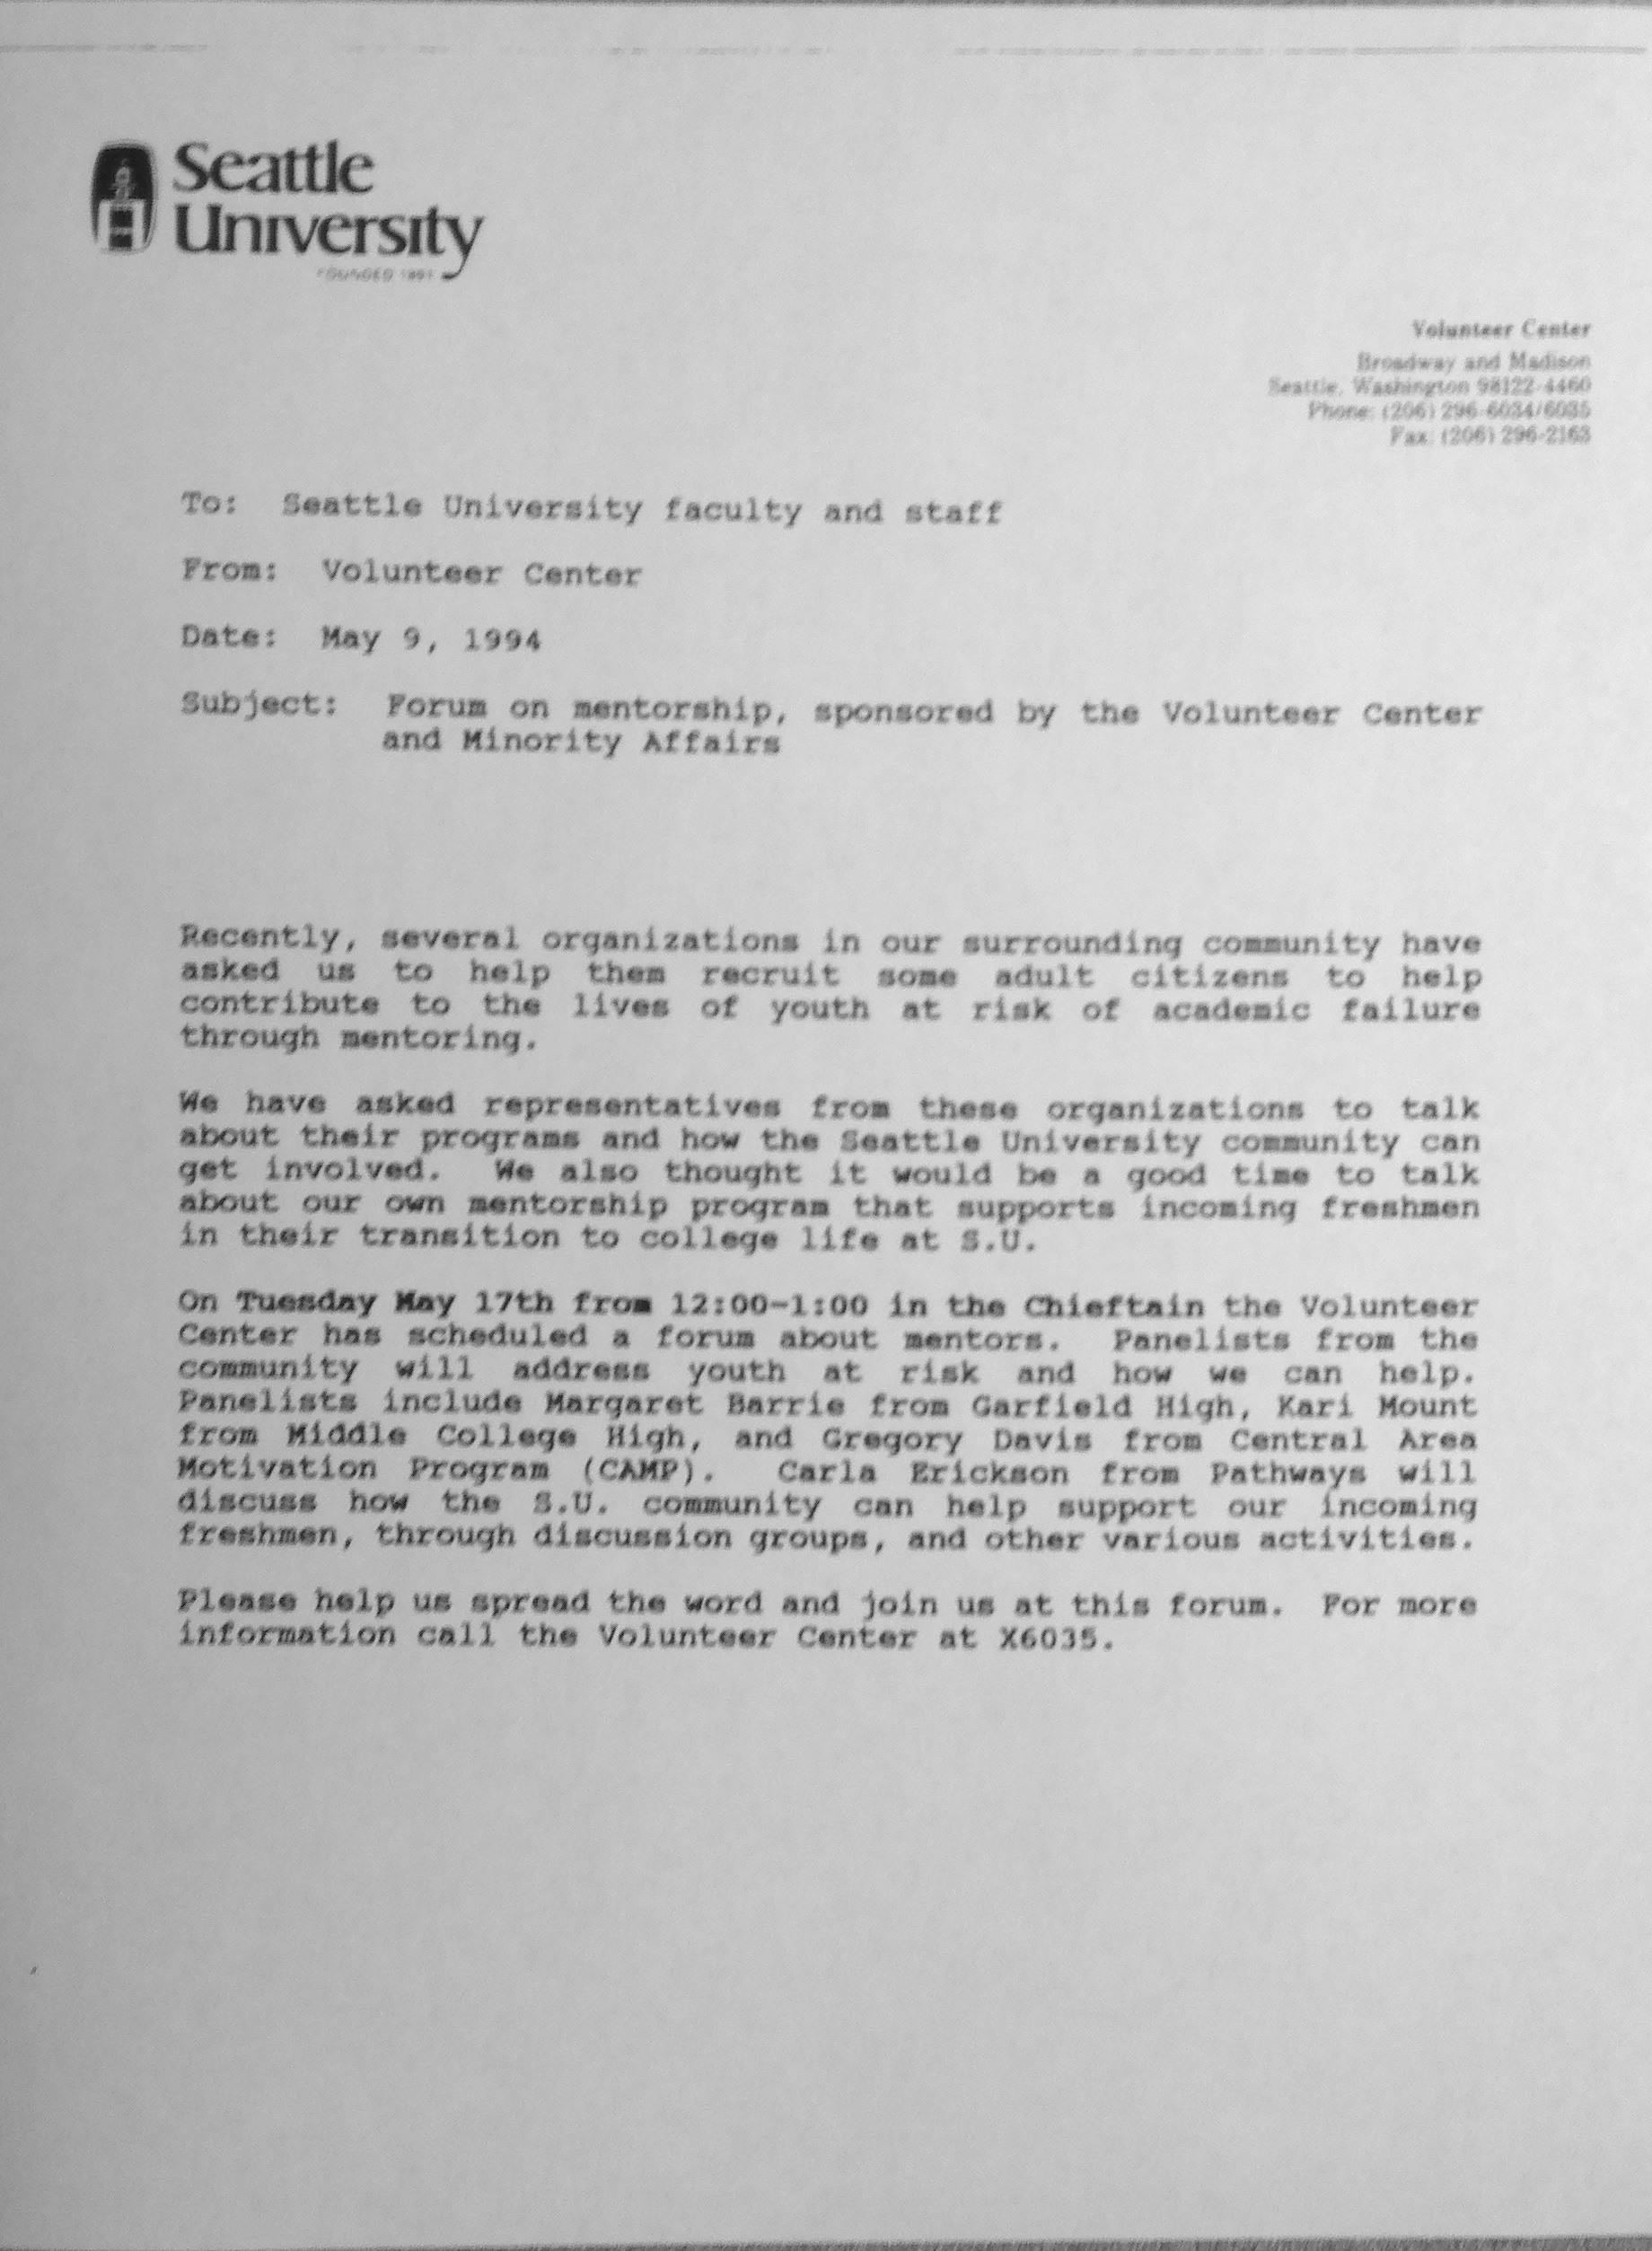 Seattle
University
FOUNDED 1891
Volunteer Center
Broadway and Madison
Seattle, Washington 98122-4460
Phone: (206) 296-6034/6035
Fax: (206) 296-2163
To: Seattle University faculty and staff
From: Volunteer Center
Date: May 9, 1994
Subject: Forum on mentorship, sponsored by the Volunteer Center
and Minority Affairs
Recently, several organizations in our surrounding community have
asked us to help them recruit some adult citizens to help
contribute to the lives of youth at risk of academic failure
through mentoring.
We have asked representatives from these organizations to talk
about their programs and how the Seattle University community can
get involved. We also thought it would be a good time to talk
about our own mentorship program that supports incoming freshmen
in their transition to college life at S.U.
On Tuesday May 17th from 12:00-1:00 in the Chieftain the Volunteer
Center has scheduled a forum about mentors. Panelists from the
community will address youth at risk and how we can help.
Panelists include Margaret Barrie from Garfield High, Kari Mount
from Middle College High, and Gregory Davis from Central Area
Motivation Program (CAMP). Carla Erickson from Pathways will
discuss how the S.U. community can help support our incoming
freshmen, through discussion groups, and other various activities.
Please help us spread the word and join us at this forum. For more
information call the Volunteer Center at X6035.